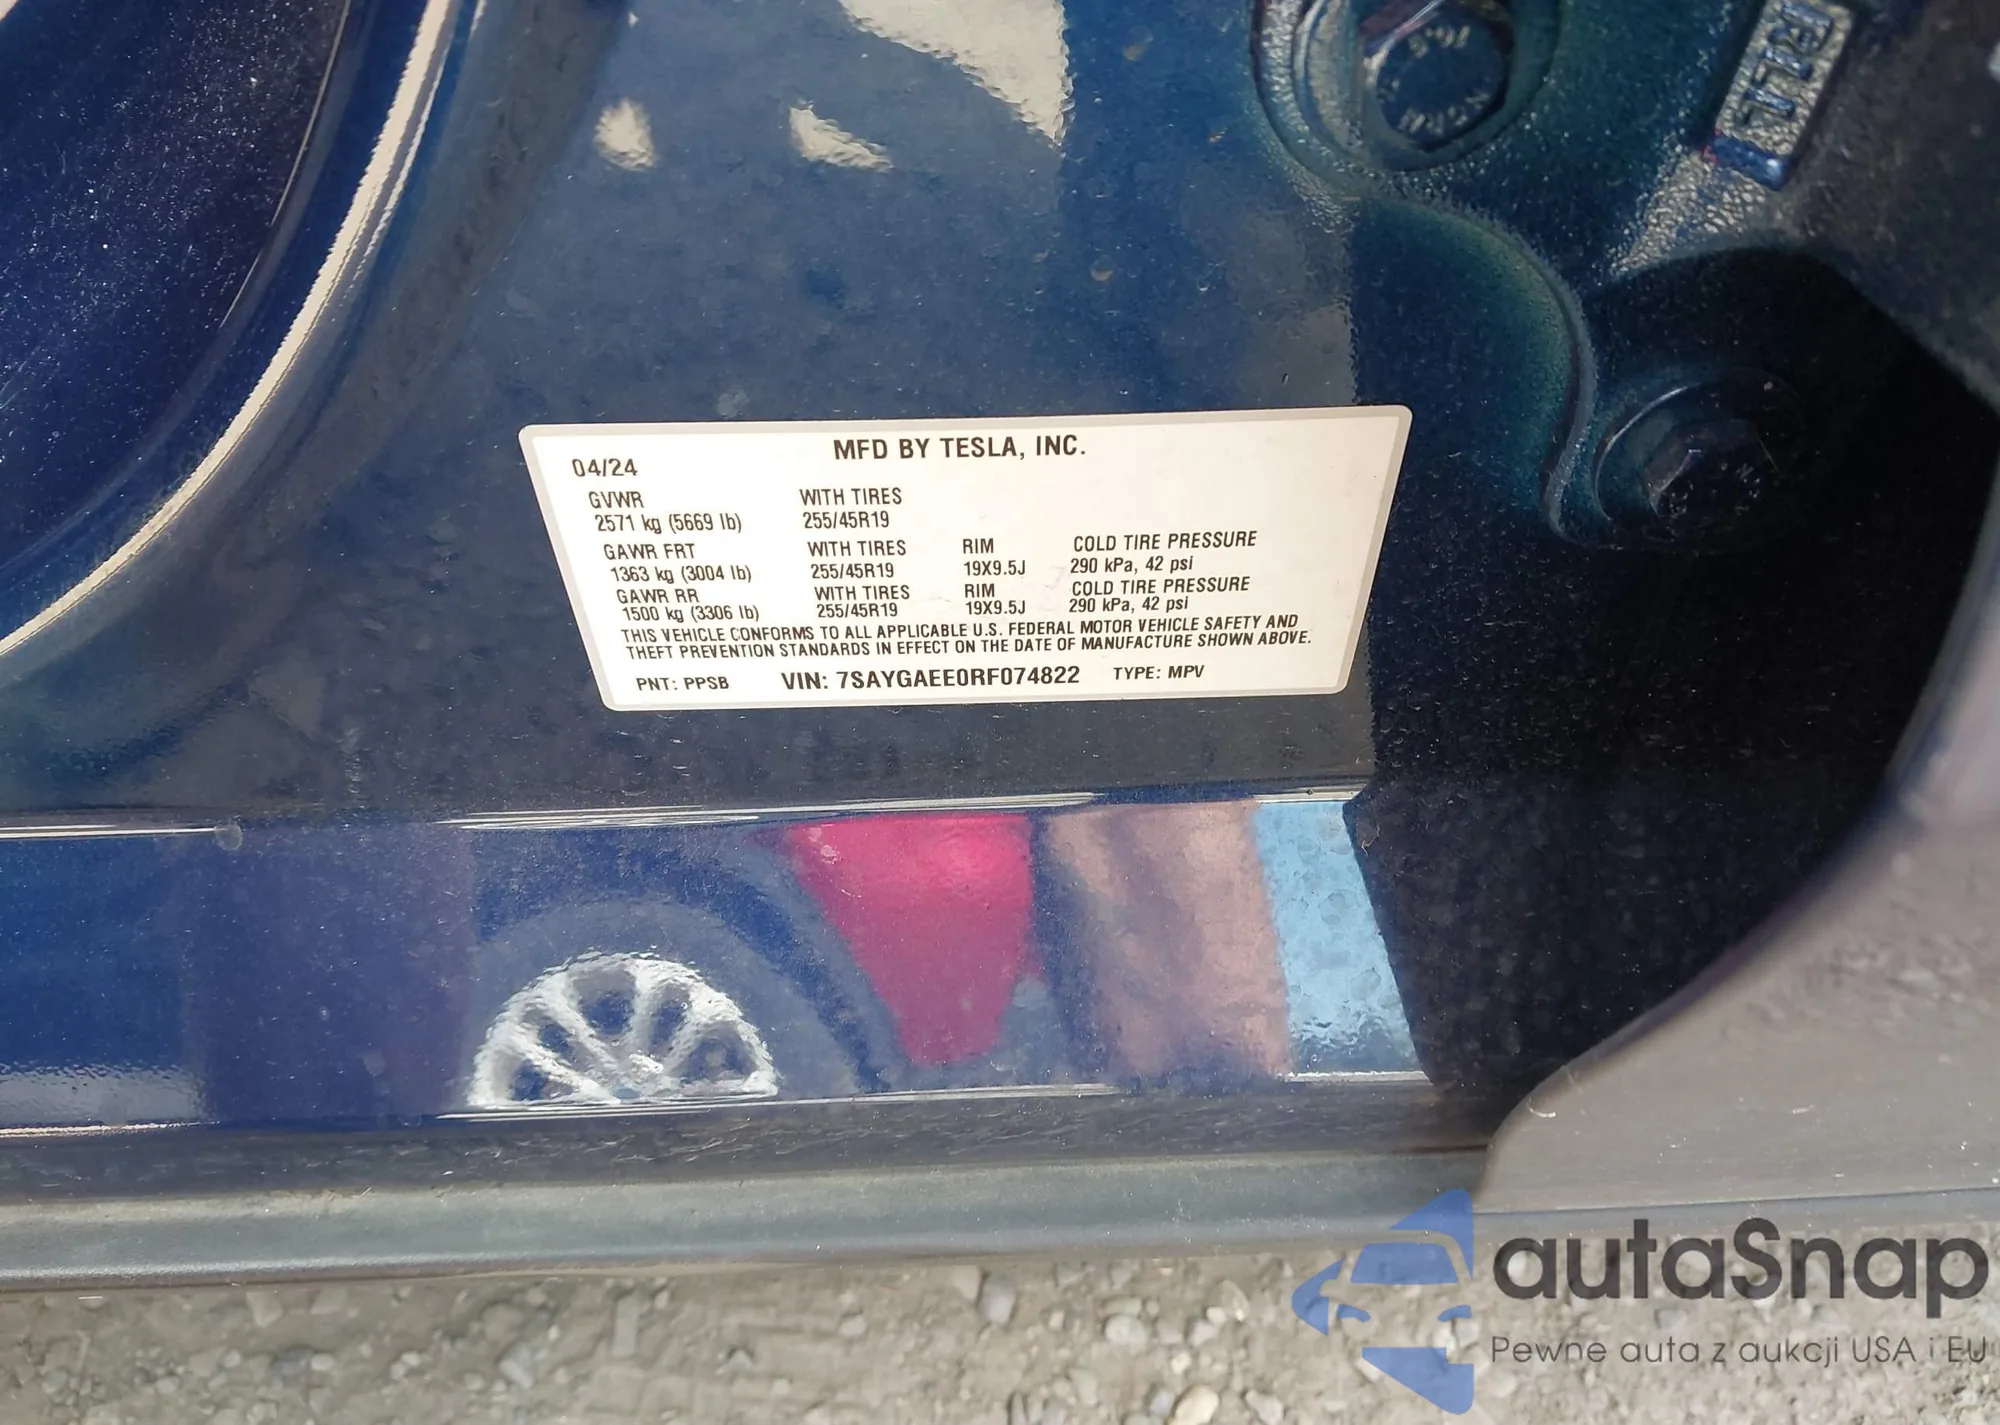 MFD BY TESLA, INC.
04/24
GVWR WITH TIRES
2571 kg (5669 lb) 255/45R19
GAWR FRT WITH TIRES RIM COLD TIRE PRESSURE
1363 kg (3004 lb) 255/45R19 19X9.5J 290 kPa, 42 psi
GAWR RR WITH TIRES RIM COLD TIRE PRESSURE
1500 kg (3306 lb) 255/45R19 19X9.5J 290 kPa, 42 psi
THIS VEHICLE CONFORMS TO ALL APPLICABLE U.S. FEDERAL MOTOR VEHICLE SAFETY AND
THEFT PREVENTION STANDARDS IN EFFECT ON THE DATE OF MANUFACTURE SHOWN ABOVE.
PNT: PPSB VIN: 7SAYGAEE0RF074822 TYPE: MPV
autaSnap
Pewne auta z aukcji USA i EU